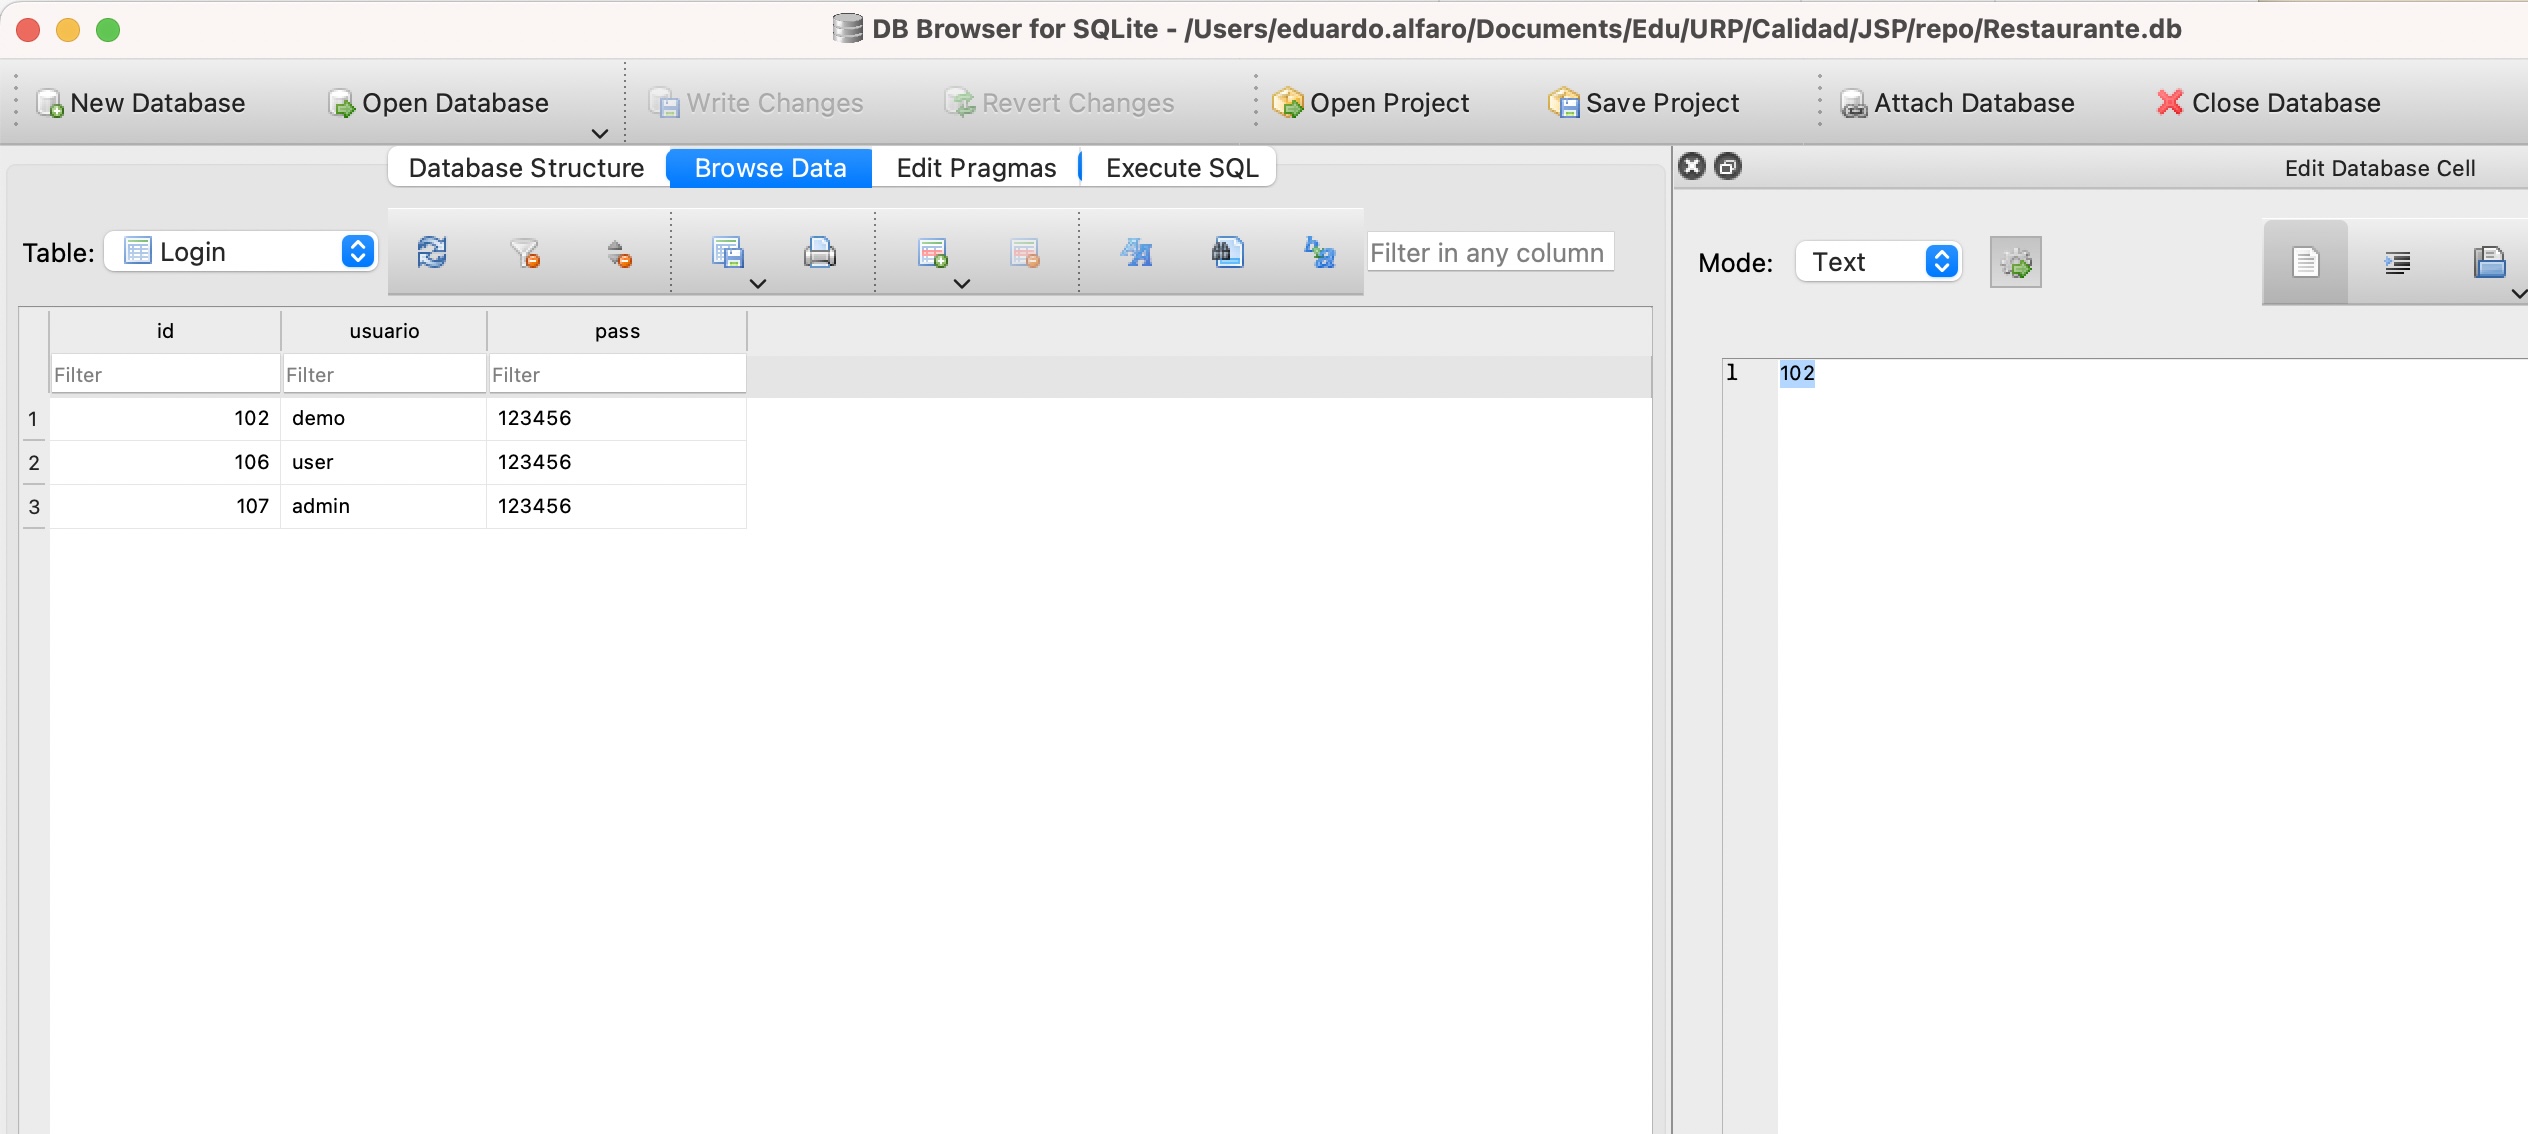 DB Browser for SQLite - /Users/eduardo.alfaro/Documents/Edu/URP/Calidad/JSP/repo/Restaurante.db
New Database Open Database Write Changes Revert Changes Open Project Save Project Attach Database Close Database
Database Structure Browse Data Edit Pragmas Execute SQL
Edit Database Cell
Table: Login Filter in any column
Mode: Text
id usuario pass
Filter Filter Filter
1 102 demo 123456
2 106 user 123456
3 107 admin 123456
1 102